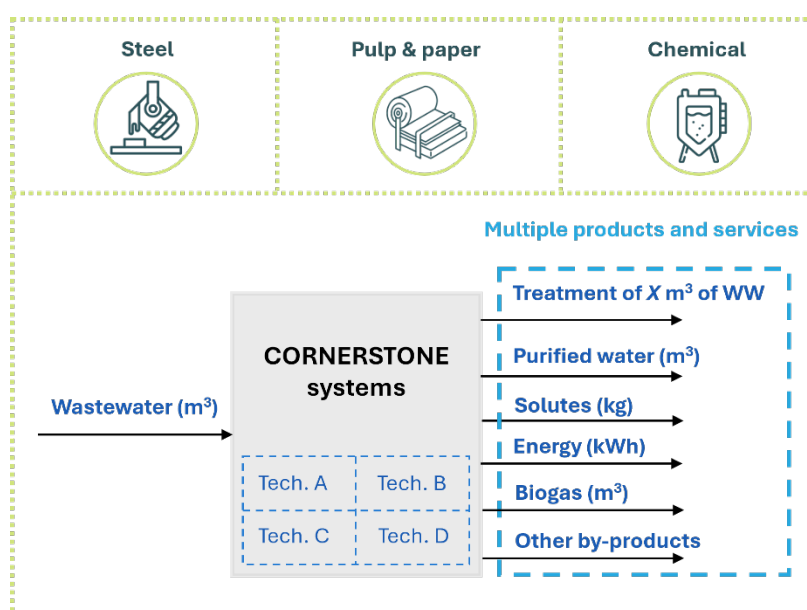 Steel
Pulp & paper
Chemical
Multiple products and services
Treatment of X m³ of WW
CORNERSTONE
systems
Purified water (m³)
Wastewater (m³)
Solutes (kg)
Energy (kWh)
Tech. A
Tech. B
Biogas (m³)
Tech. C
Tech. D
Other by-products